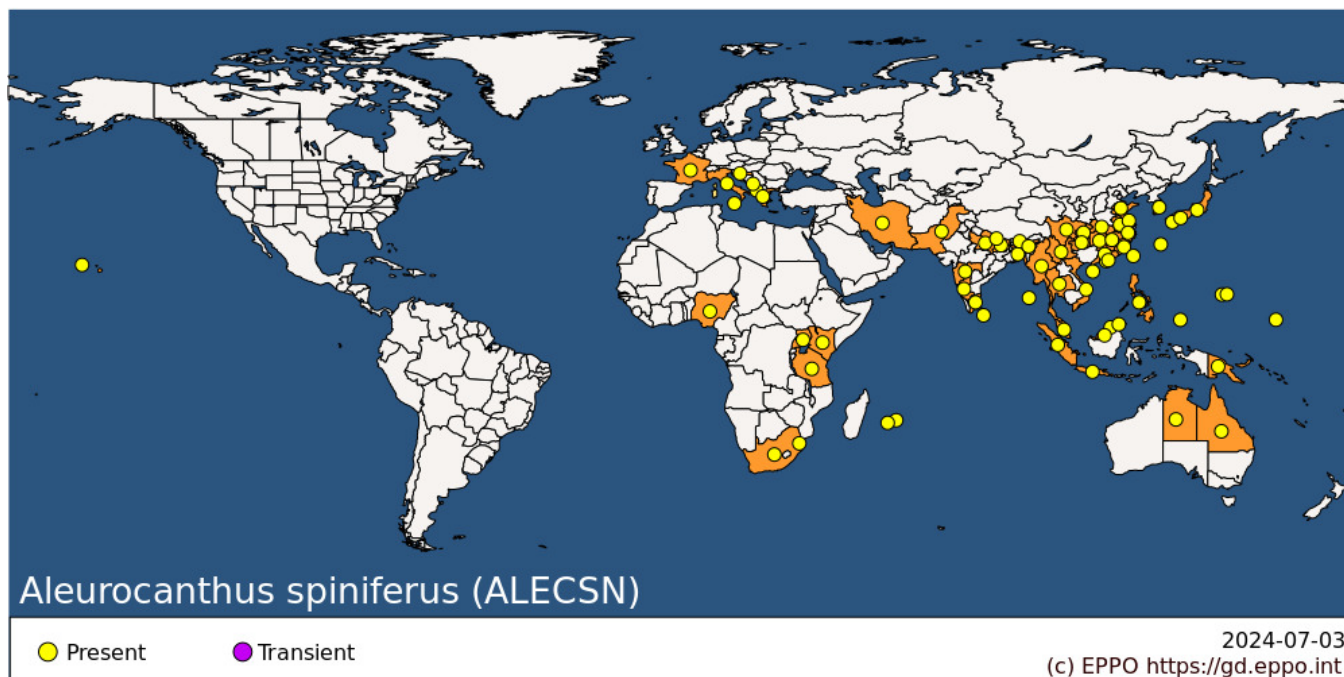 Aleurocanthus spiniferus (ALECSN)
Present
Transient
2024-07-03
(c) EPPO https://gd.eppo.int